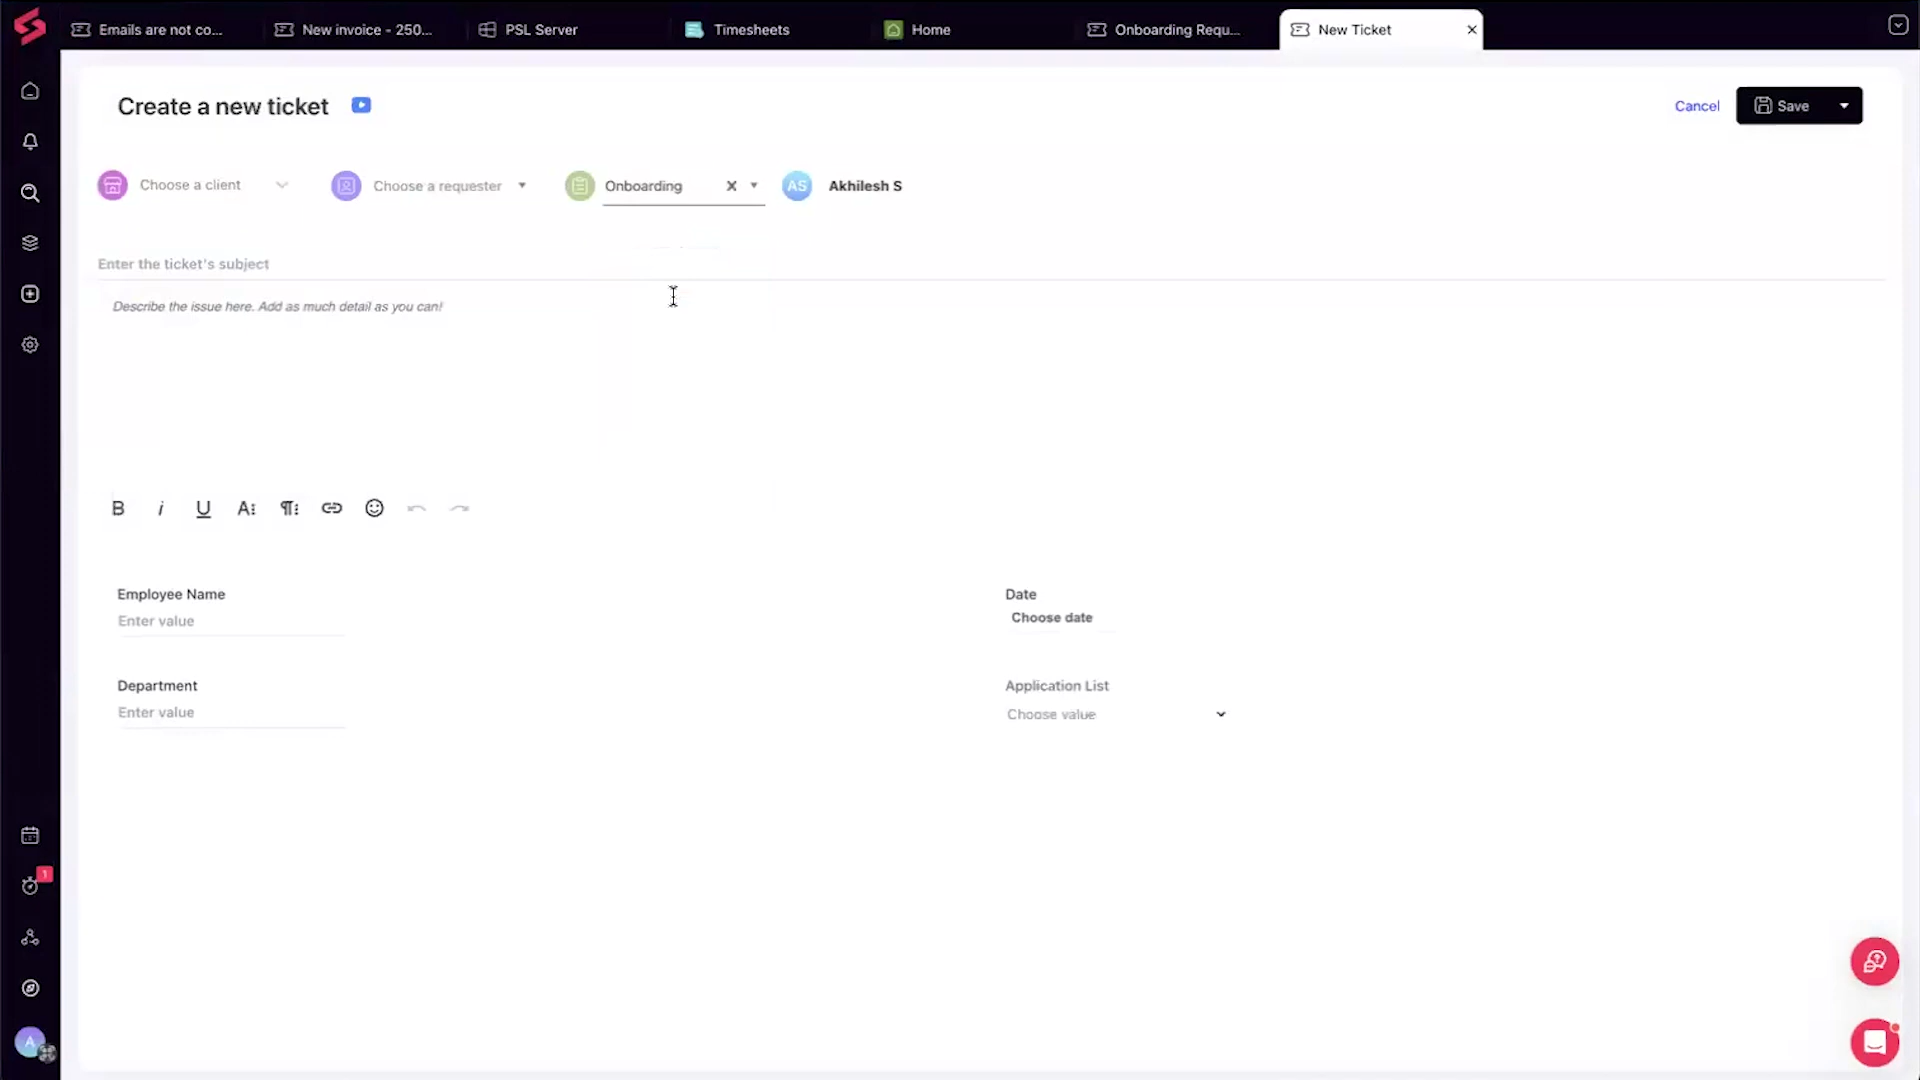 Emails are not co...
New invoice - 250...
PSL Server
Timesheets
Home
Onboarding Requ...
New Ticket
Create a new ticket
Cancel
Save
Choose a client
Choose a requester
Onboarding
AS
Akhilesh S
Enter the ticket's subject
Describe the issue here. Add as much detail as you can!
B i U A
Employee Name
Enter value
Date
Choose date
Department
Enter value
Application List
Choose value
1
A